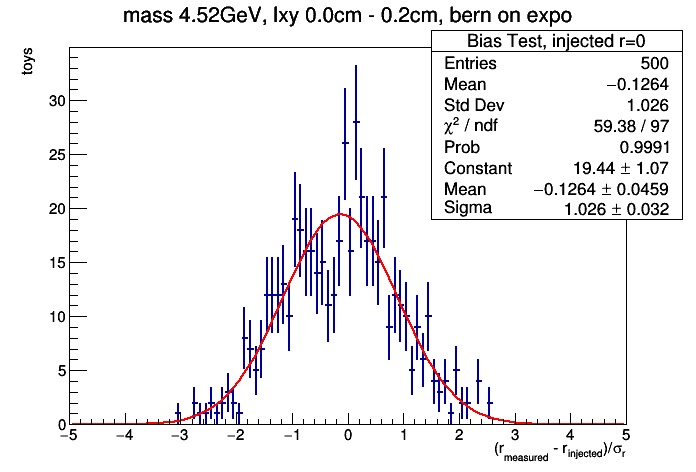 mass 4.52GeV, lxy 0.0cm - 0.2cm, bern on expo
Bias Test, injected r=0
Entries 500
Mean −0.1264
Std Dev 1.026
χ² / ndf 59.38 / 97
Prob 0.9991
Constant 19.44 ± 1.07
Mean −0.1264 ± 0.0459
Sigma 1.026 ± 0.032
toys
30
25
20
15
10
5
0
−5 −4 −3 −2 −1 0 1 2 3 4 5
(r_measured - r_injected)/σ_r